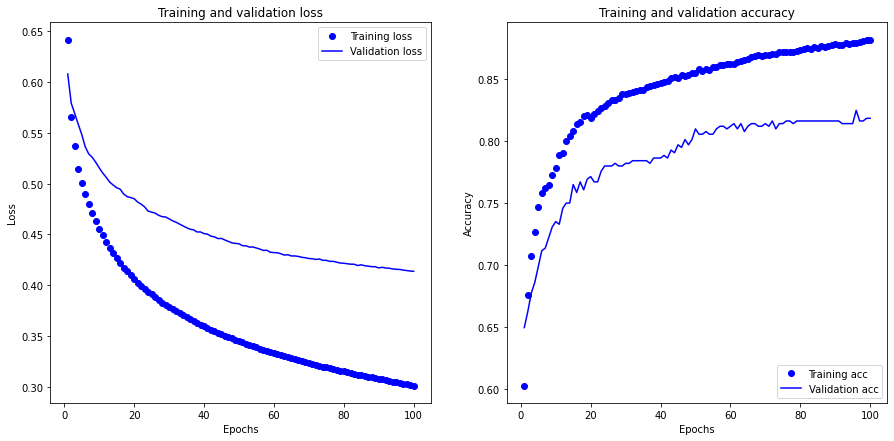 Training and validation loss
0.65
0.60
0.55
0.50
0.45
0.40
0.35
0.30
Loss
Training loss
Validation loss
0 20 40 60 80 100
Epochs
Training and validation accuracy
0.85
0.80
0.75
0.70
0.65
0.60
Accuracy
Training acc
Validation acc
0 20 40 60 80 100
Epochs